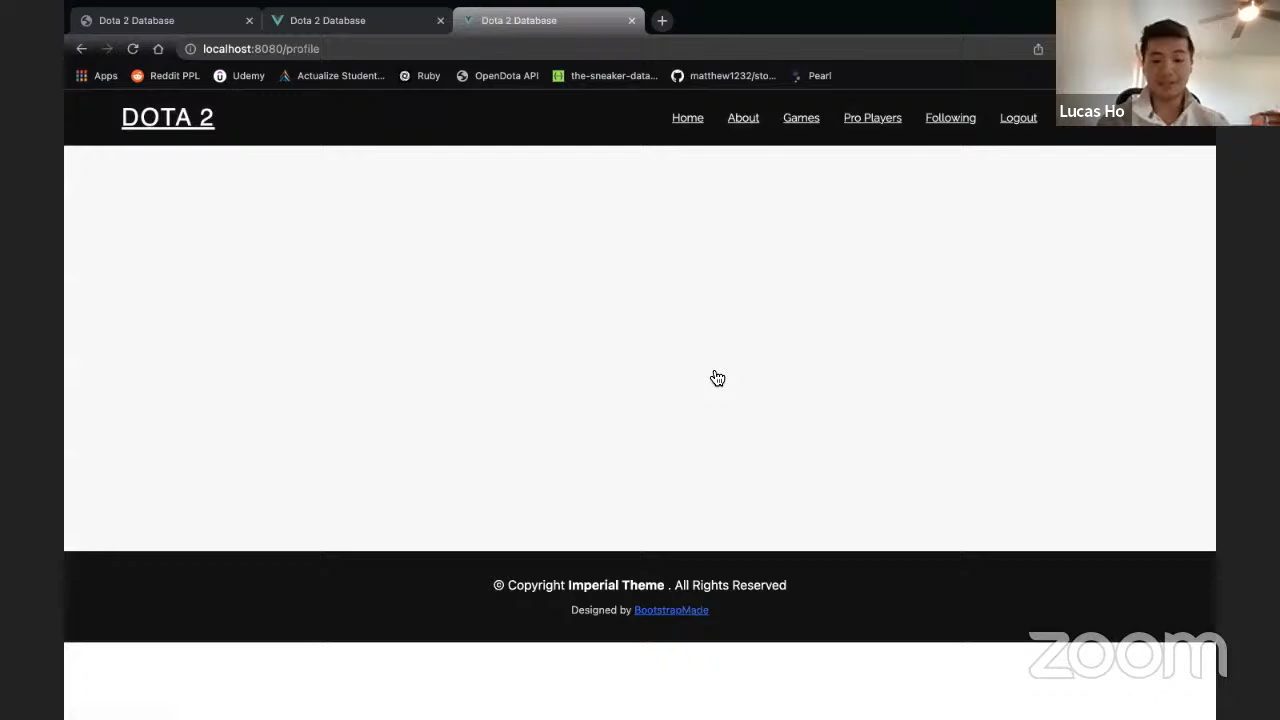 Dota 2 Database
Dota 2 Database
Dota 2 Database
localhost:8080/profile
Apps
Reddit PPL
Udemy
Actualize Student...
Ruby
OpenDota API
the-sneaker-data...
matthew1232/sto...
Pearl
Lucas Ho
DOTA 2
Home
About
Games
Pro Players
Following
Logout
© Copyright Imperial Theme . All Rights Reserved
Designed by BootstrapMade
zoom